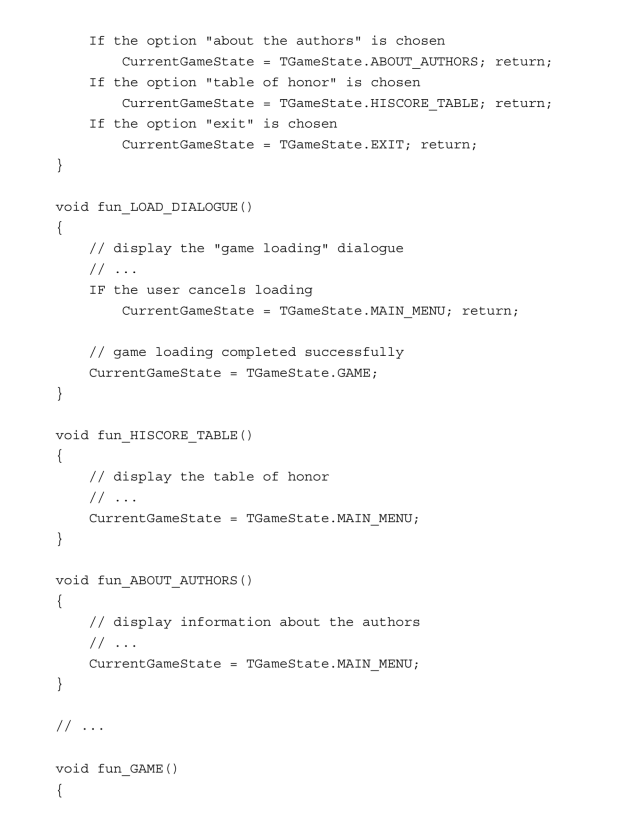 If the option "about the authors" is chosen
CurrentGameState = TGameState.ABOUT_AUTHORS; return;
If the option "table of honor" is chosen
CurrentGameState = TGameState.HISCORE_TABLE; return;
If the option "exit" is chosen
CurrentGameState = TGameState.EXIT; return;
}
void fun_LOAD_DIALOGUE()
{
// display the "game loading" dialogue
// ...
IF the user cancels loading
CurrentGameState = TGameState.MAIN_MENU; return;
// game loading completed successfully
CurrentGameState = TGameState.GAME;
}
void fun_HISCORE_TABLE()
{
// display the table of honor
// ...
CurrentGameState = TGameState.MAIN_MENU;
}
void fun_ABOUT_AUTHORS()
{
// display information about the authors
// ...
CurrentGameState = TGameState.MAIN_MENU;
}
// ...
void fun_GAME()
{